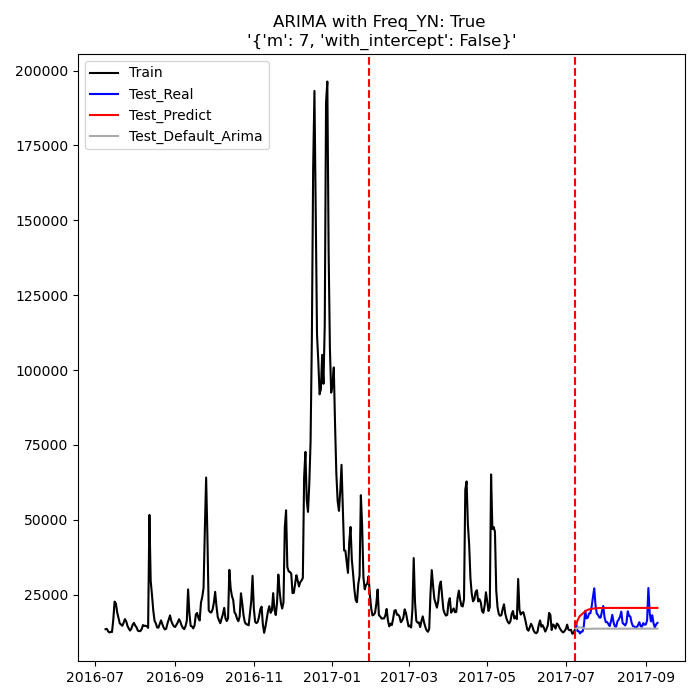 ARIMA with Freq_YN: True
'{'m': 7, 'with_intercept': False}'
Train
Test_Real
Test_Predict
Test_Default_Arima
200000
175000
150000
125000
100000
75000
50000
25000
2016-07 2016-09 2016-11 2017-01 2017-03 2017-05 2017-07 2017-09